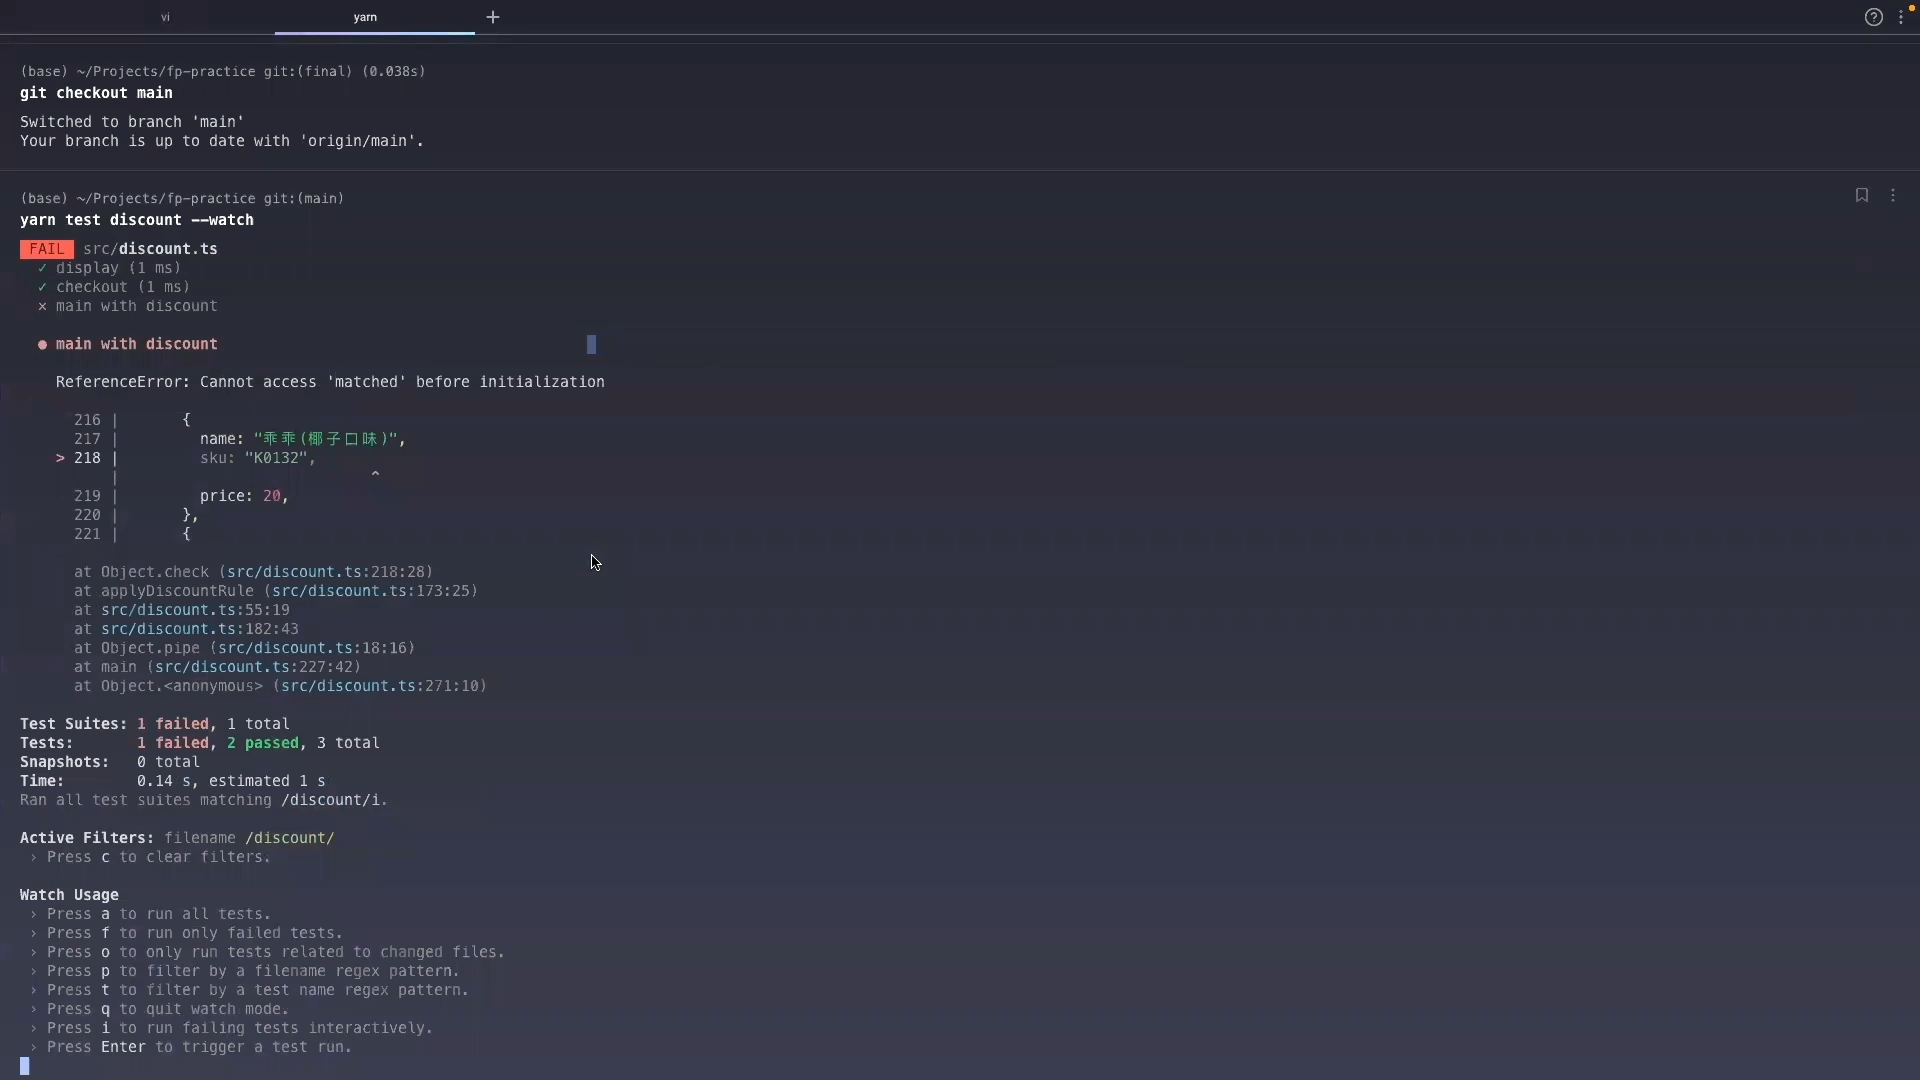 vi
yarn
(base) ~/Projects/fp-practice git:(final) (0.038s)
git checkout main
Switched to branch 'main'
Your branch is up to date with 'origin/main'.
(base) ~/Projects/fp-practice git:(main)
yarn test discount --watch
FAIL src/discount.ts
✓ display (1 ms)
✓ checkout (1 ms)
× main with discount
● main with discount
ReferenceError: Cannot access 'matched' before initialization
216 | {
217 | name: "乖乖(椰子口味)",
> 218 | sku: "K0132",
| ^
219 | price: 20,
220 | },
221 | {
at Object.check (src/discount.ts:218:28)
at applyDiscountRule (src/discount.ts:173:25)
at src/discount.ts:55:19
at src/discount.ts:182:43
at Object.pipe (src/discount.ts:18:16)
at main (src/discount.ts:227:42)
at Object.<anonymous> (src/discount.ts:271:10)
Test Suites: 1 failed, 1 total
Tests: 1 failed, 2 passed, 3 total
Snapshots: 0 total
Time: 0.14 s, estimated 1 s
Ran all test suites matching /discount/i.
Active Filters: filename /discount/
› Press c to clear filters.
Watch Usage
› Press a to run all tests.
› Press f to run only failed tests.
› Press o to only run tests related to changed files.
› Press p to filter by a filename regex pattern.
› Press t to filter by a test name regex pattern.
› Press q to quit watch mode.
› Press i to run failing tests interactively.
› Press Enter to trigger a test run.